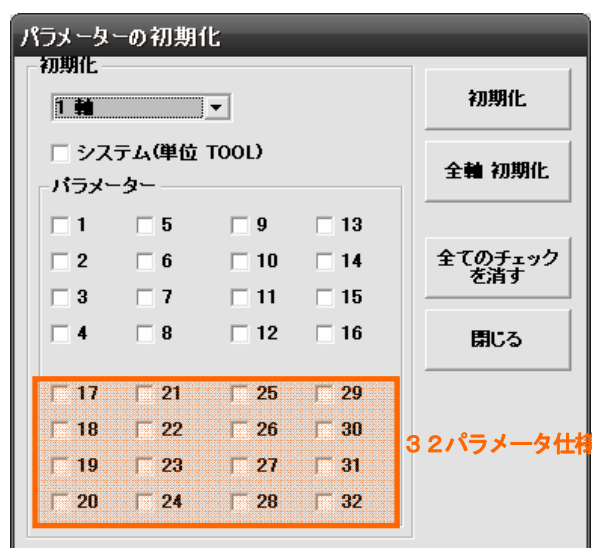 パラメーターの初期化
初期化
1 軸
システム(単位 TOOL)
パラメーター
1 5 9 13
2 6 10 14
3 7 11 15
4 8 12 16
17 21 25 29
18 22 26 30
19 23 27 31
20 24 28 32
初期化
全軸 初期化
全てのチェック
を消す
閉じる
32パラメータ仕様